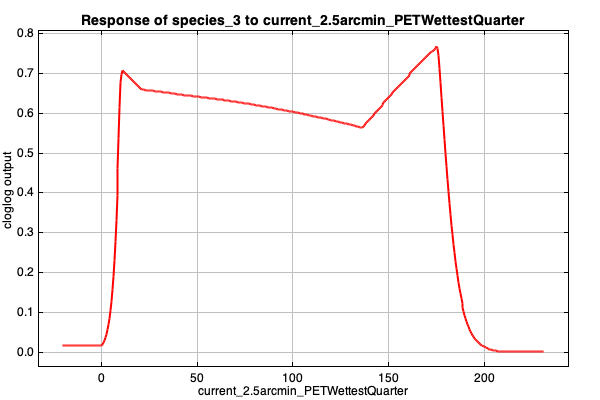 Response of species_3 to current_2.5arcmin_PETWettestQuarter
0.8
0.7
0.6
0.5
0.4
0.3
0.2
0.1
0.0
cloglog output
0 50 100 150 200
current_2.5arcmin_PETWettestQuarter